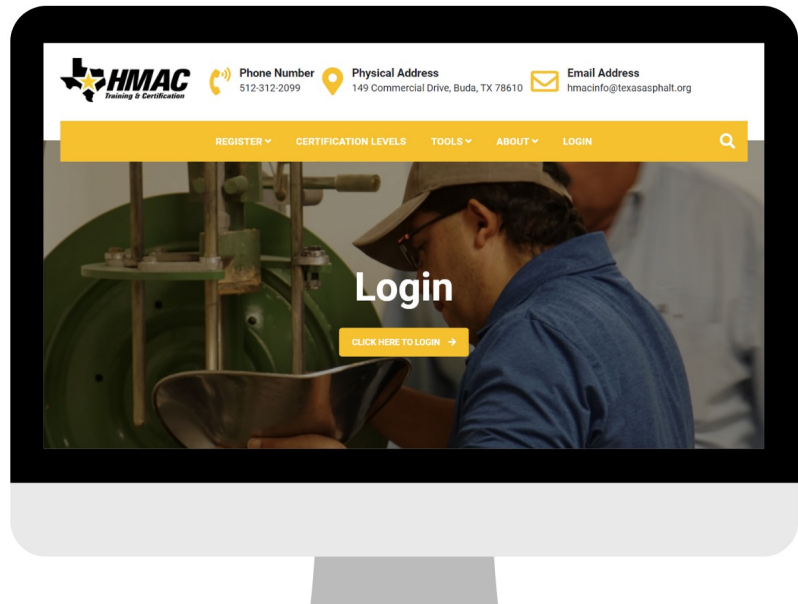 HMAC
Training & Certification
Phone Number
512-312-2099
Physical Address
149 Commercial Drive, Buda, TX 78610
Email Address
hmacinfo@texasasphalt.org
REGISTER CERTIFICATION LEVELS TOOLS ABOUT LOGIN
Login
CLICK HERE TO LOGIN →